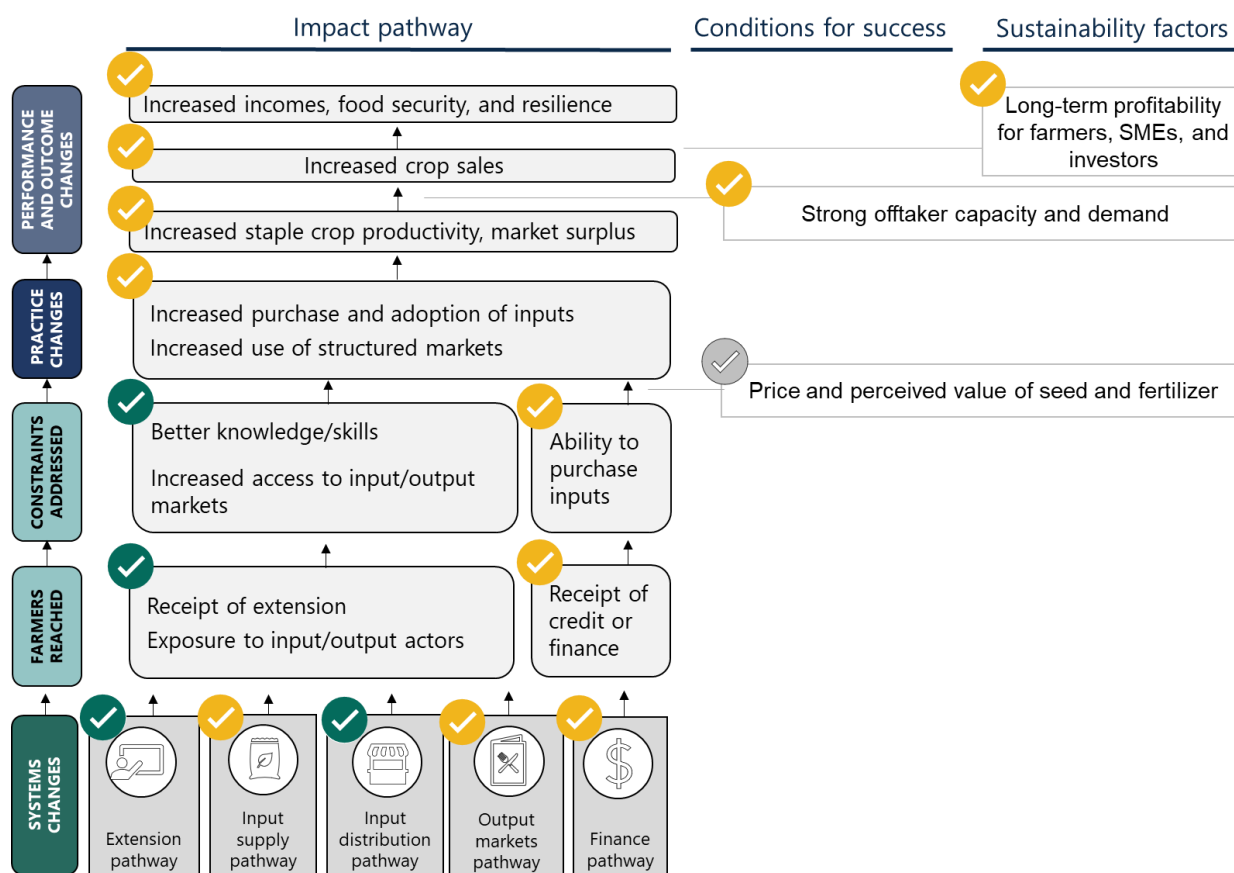 Impact pathway
Conditions for success
Sustainability factors
PERFORMANCE
AND OUTCOME
CHANGES
Increased incomes, food security, and resilience
Increased crop sales
Increased staple crop productivity, market surplus
Long-term profitability
for farmers, SMEs, and
investors
Strong offtaker capacity and demand
PRACTICE
CHANGES
Increased purchase and adoption of inputs
Increased use of structured markets
Price and perceived value of seed and fertilizer
CONSTRAINTS
ADDRESSED
Better knowledge/skills
Increased access to input/output
markets
Ability to
purchase
inputs
FARMERS
REACHED
Receipt of extension
Exposure to input/output actors
Receipt of
credit or
finance
SYSTEMS
CHANGES
Extension
pathway
Input
supply
pathway
Input
distribution
pathway
Output
markets
pathway
$
Finance
pathway